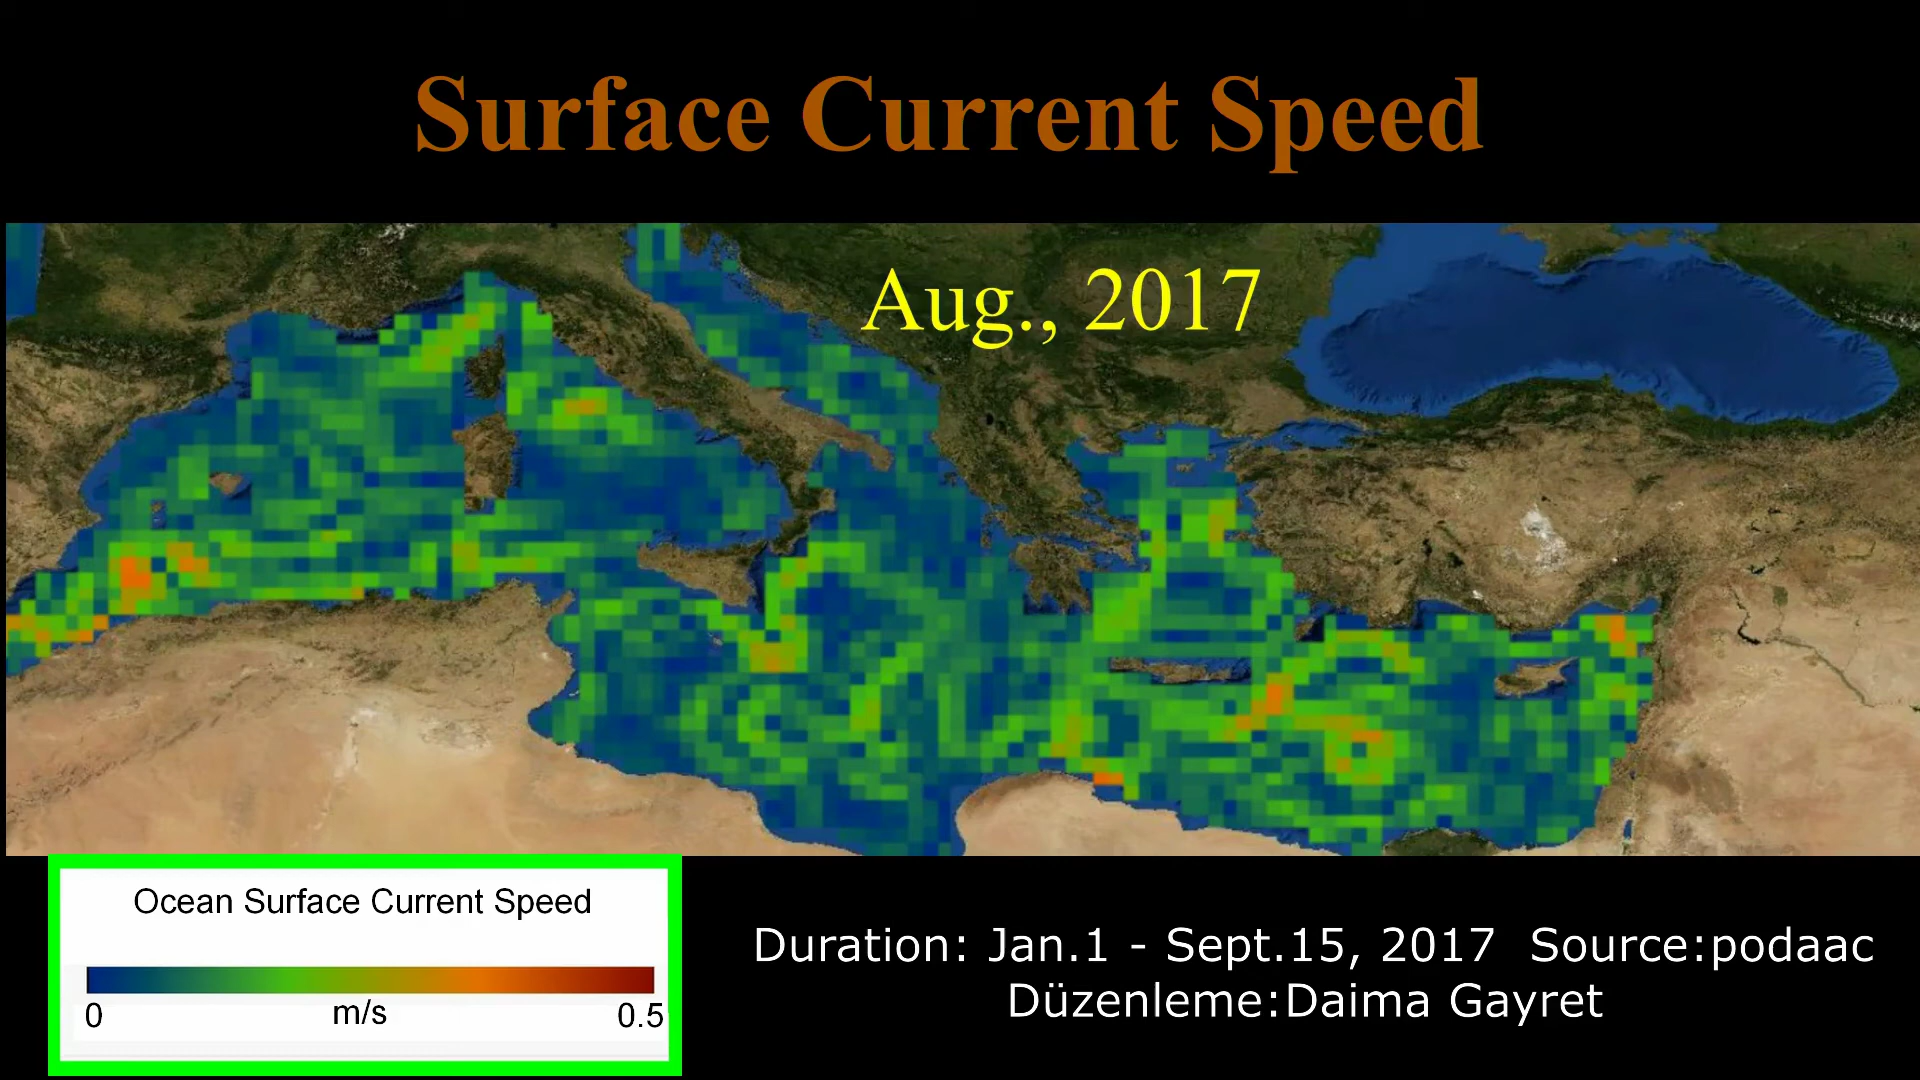 Surface Current Speed
Aug., 2017
Ocean Surface Current Speed
0 m/s 0.5
Duration: Jan.1 - Sept.15, 2017 Source:podaac
Düzenleme:Daima Gayret